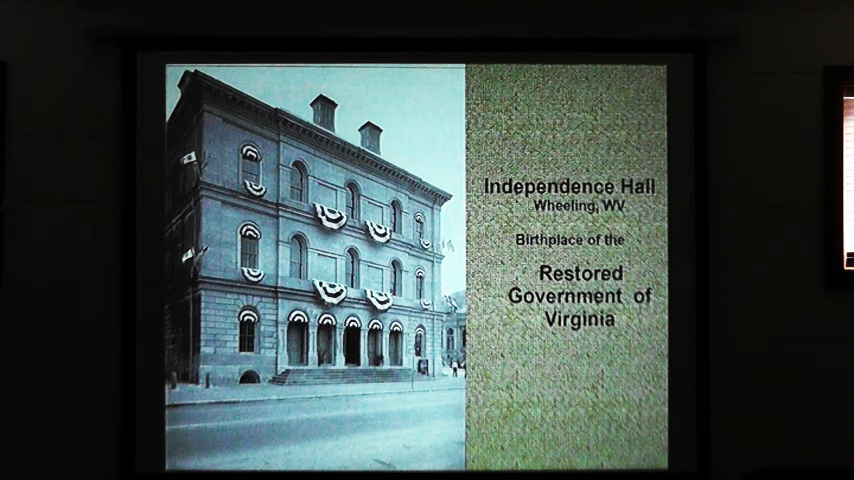 Independence Hall
Wheeling, WV
Birthplace of the
Restored
Government of
Virginia